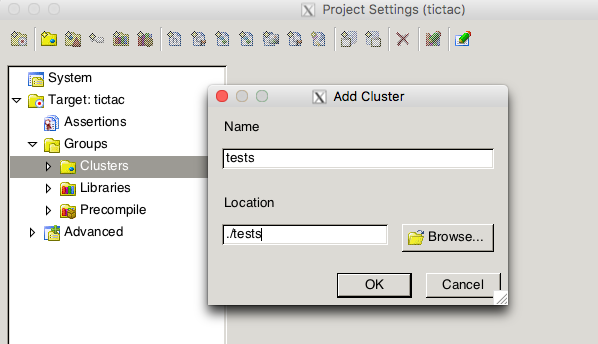 Project Settings (tictac)
System
Target: tictac
Assertions
Groups
Clusters
Libraries
Precompile
Advanced
Add Cluster
Name
tests
Location
./tests
Browse...
OK
Cancel